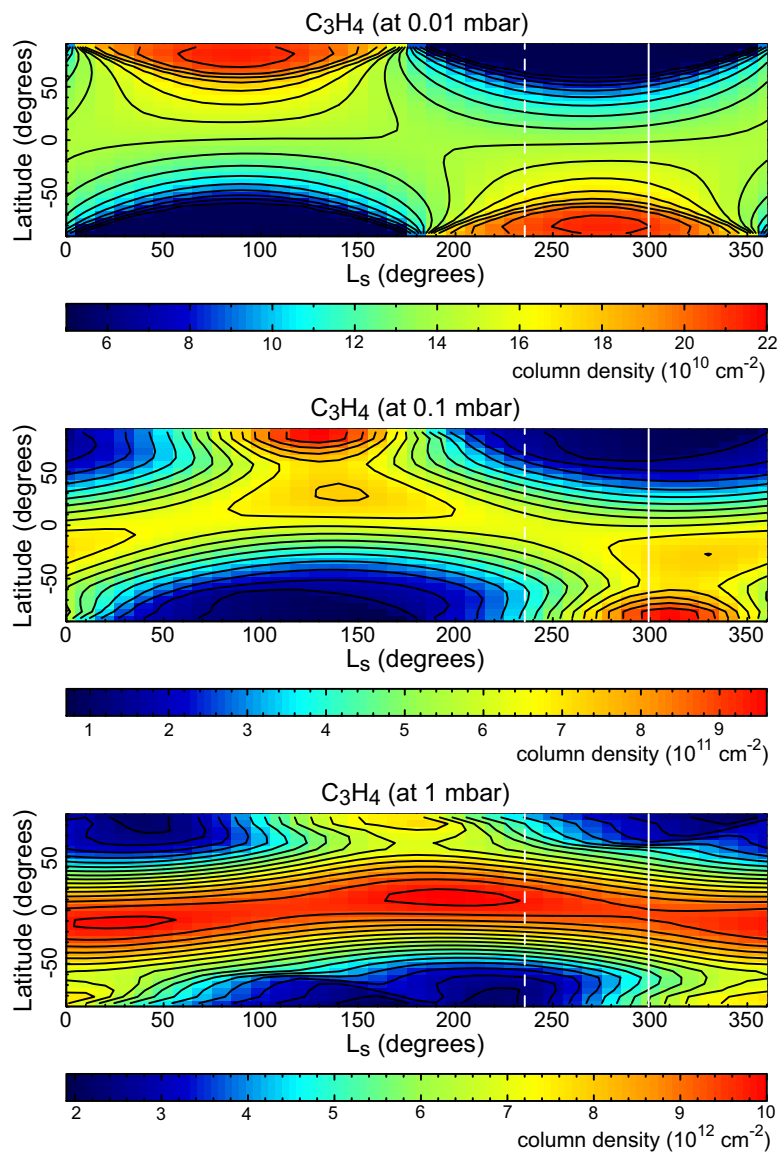 C3H4 (at 0.01 mbar)
Latitude (degrees)
50
0
-50
0 50 100 150 200 250 300 350
Ls (degrees)
6 8 10 12 14 16 18 20 22
column density (10^10 cm^-2)
C3H4 (at 0.1 mbar)
Latitude (degrees)
50
0
-50
0 50 100 150 200 250 300 350
Ls (degrees)
1 2 3 4 5 6 7 8 9
column density (10^11 cm^-2)
C3H4 (at 1 mbar)
Latitude (degrees)
50
0
-50
0 50 100 150 200 250 300 350
Ls (degrees)
2 3 4 5 6 7 8 9 10
column density (10^12 cm^-2)